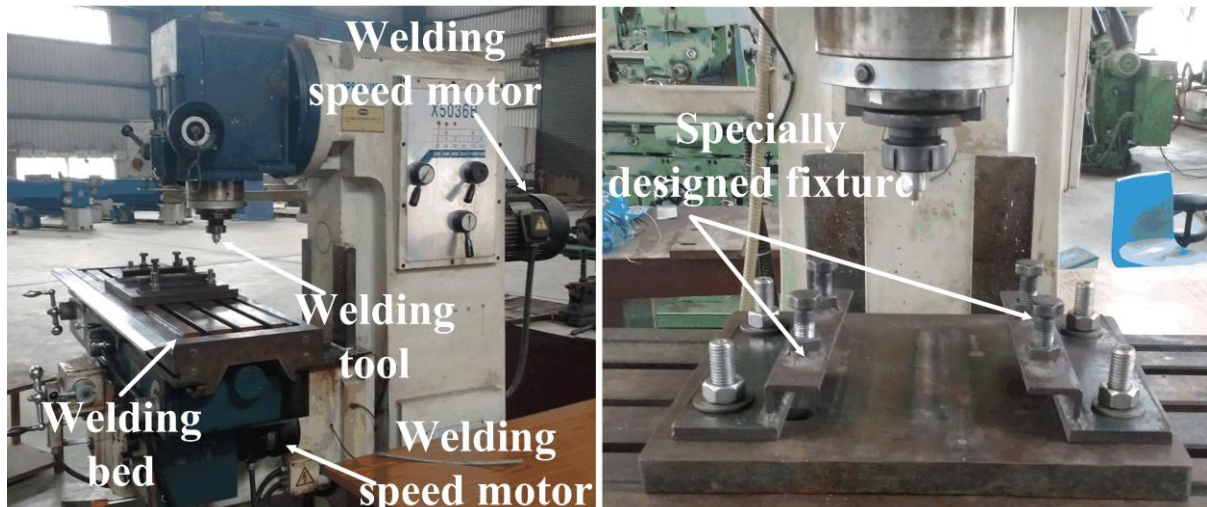 Welding
speed motor
X5036B
Welding
tool
Welding
bed
Welding
speed motor
Specially
designed fixture